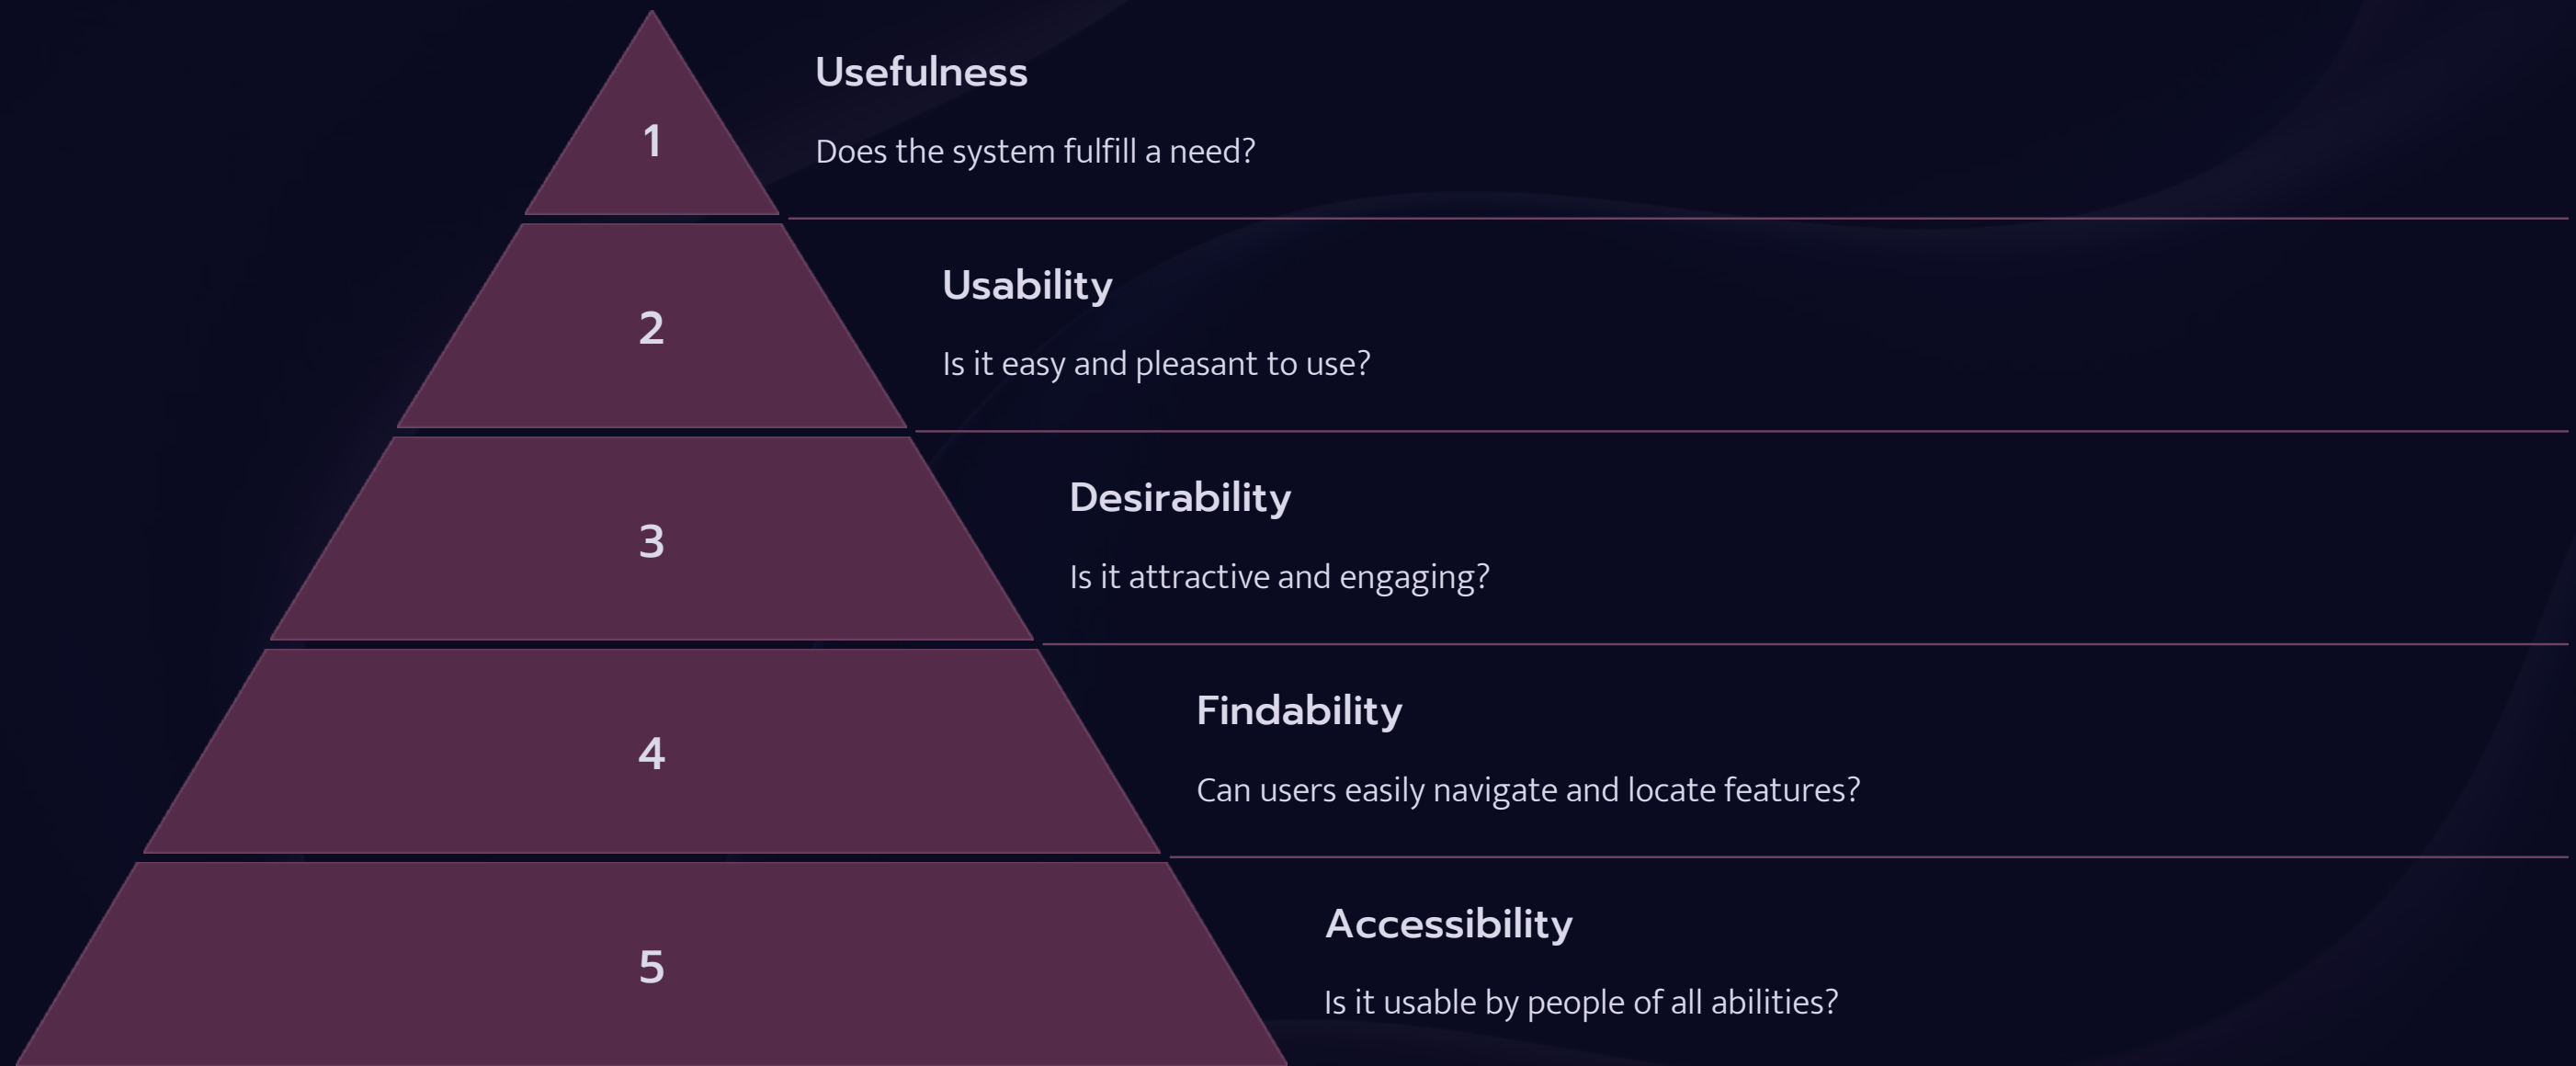 1
Usefulness
Does the system fulfill a need?
2
Usability
Is it easy and pleasant to use?
3
Desirability
Is it attractive and engaging?
4
Findability
Can users easily navigate and locate features?
5
Accessibility
Is it usable by people of all abilities?